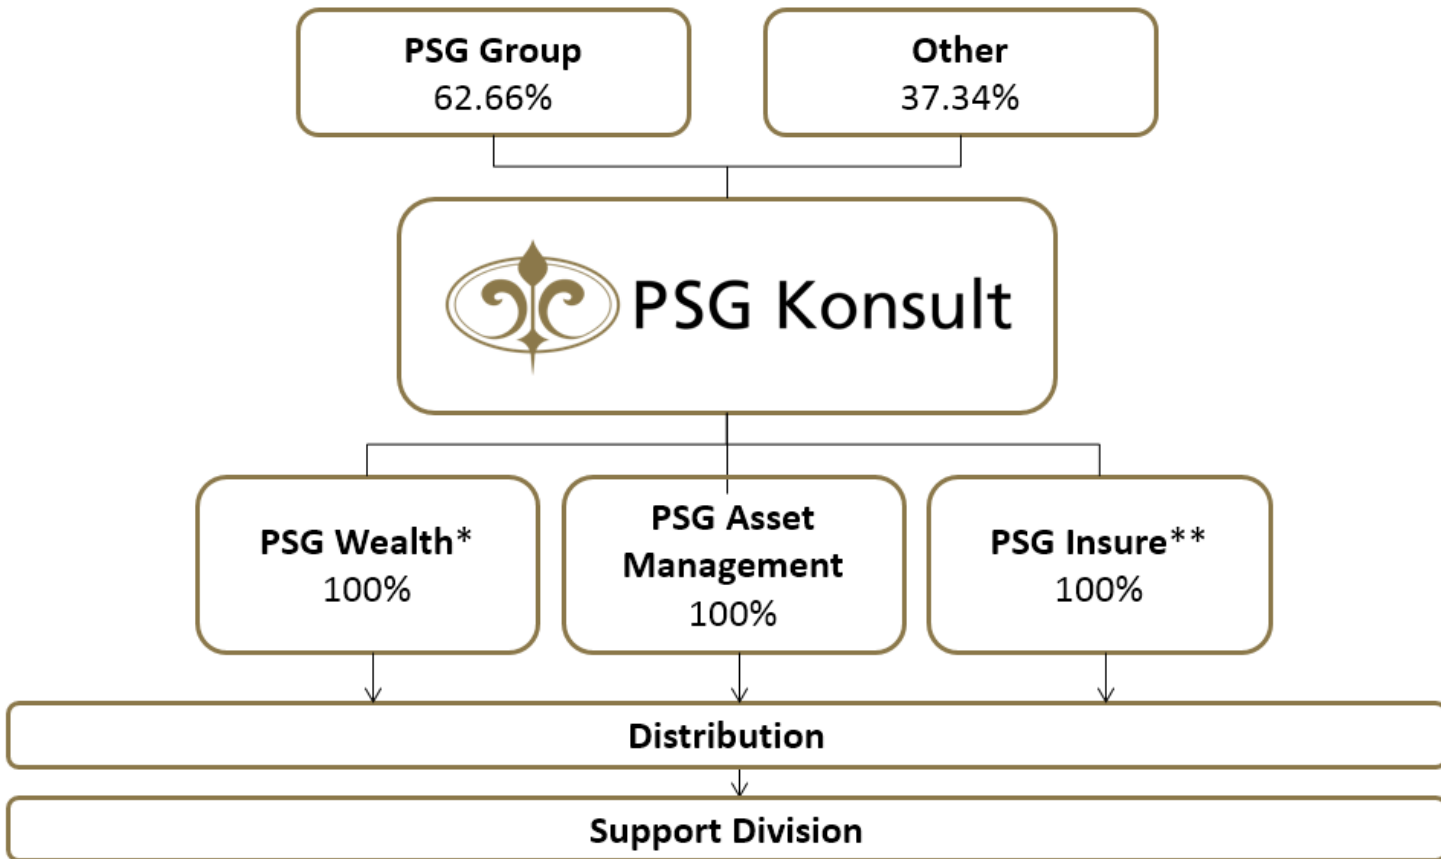 PSG Group
62.66%
Other
37.34%
PSG Konsult
PSG Wealth*
100%
PSG Asset
Management
100%
PSG Insure**
100%
Distribution
Support Division